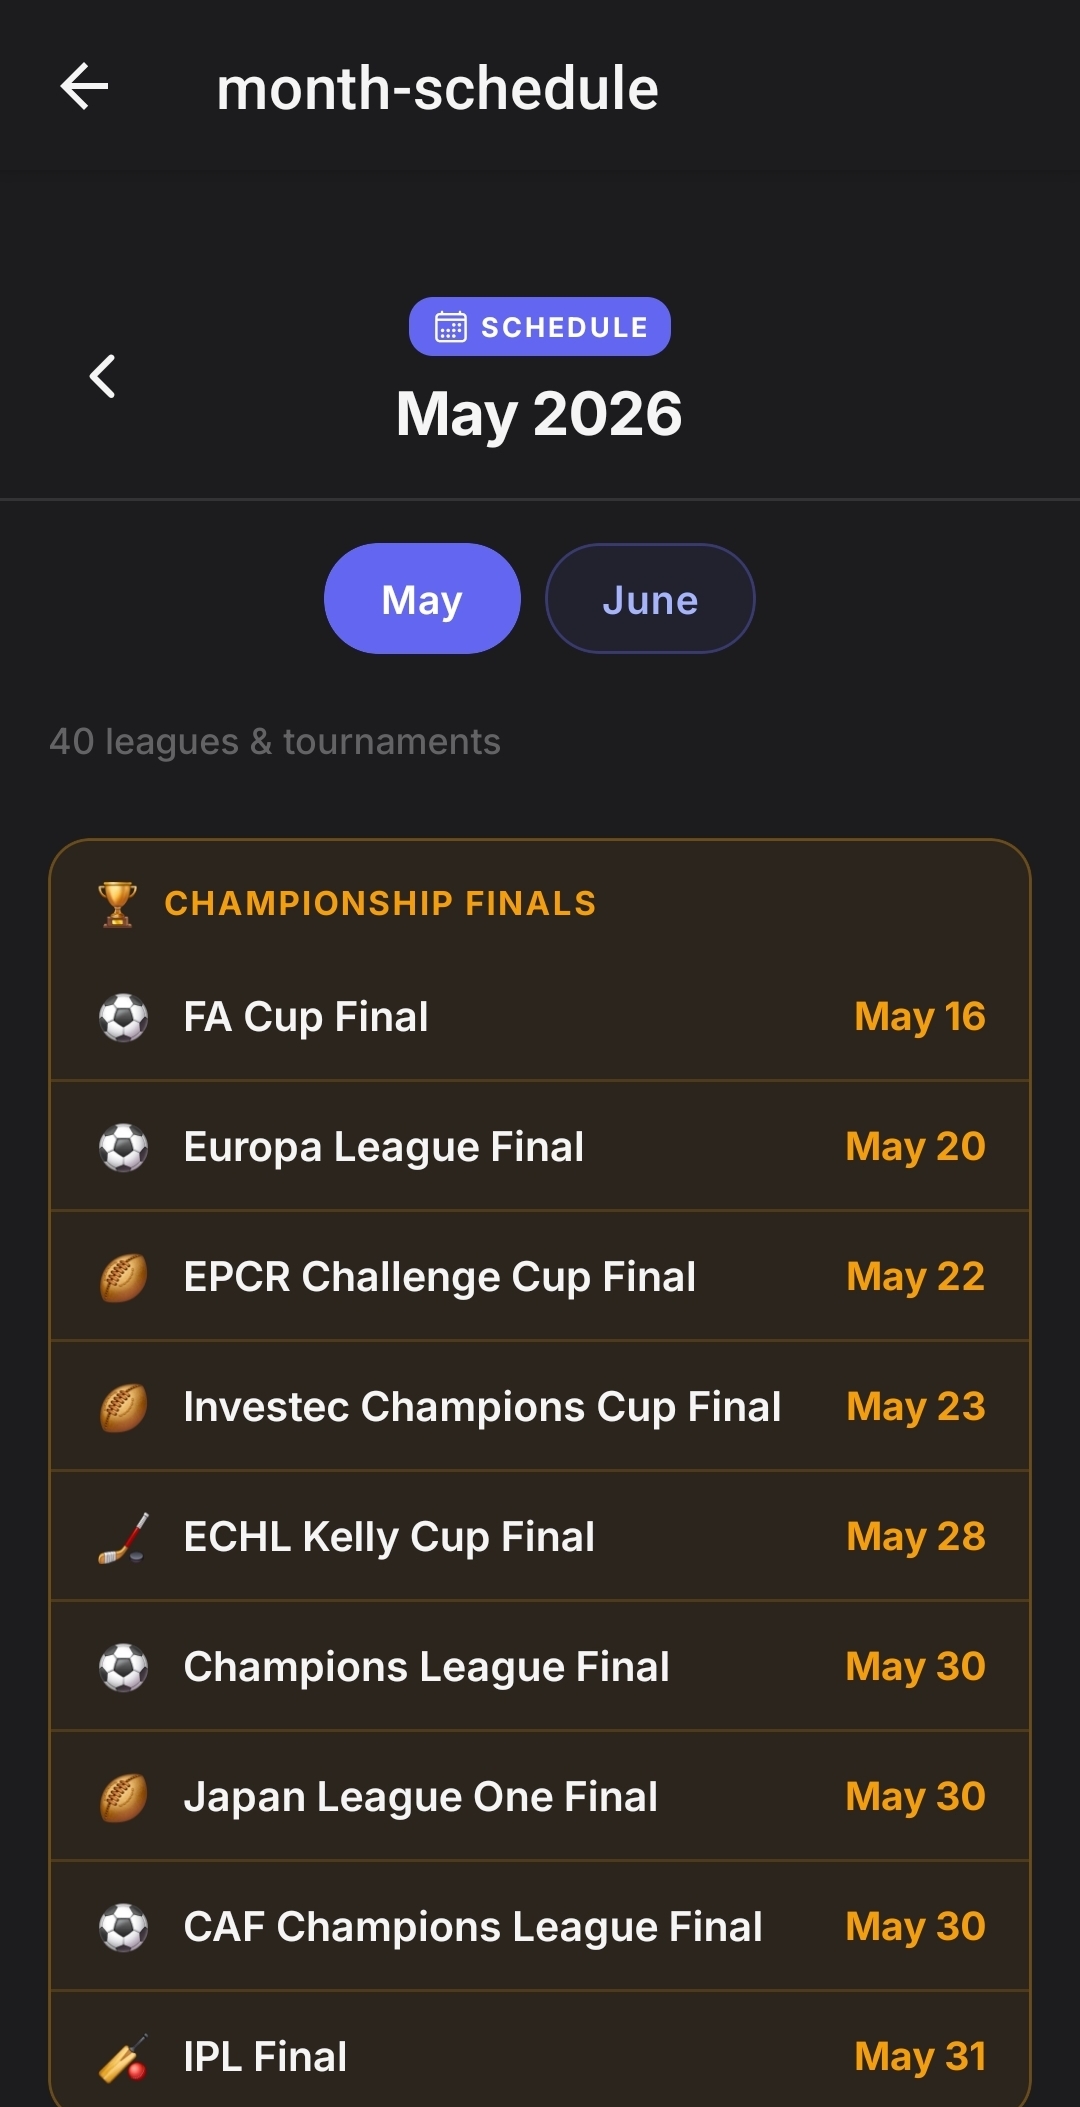 month-schedule
SCHEDULE
May 2026
May
June
40 leagues & tournaments
CHAMPIONSHIP FINALS
FA Cup Final May 16
Europa League Final May 20
EPCR Challenge Cup Final May 22
Investec Champions Cup Final May 23
ECHL Kelly Cup Final May 28
Champions League Final May 30
Japan League One Final May 30
CAF Champions League Final May 30
IPL Final May 31